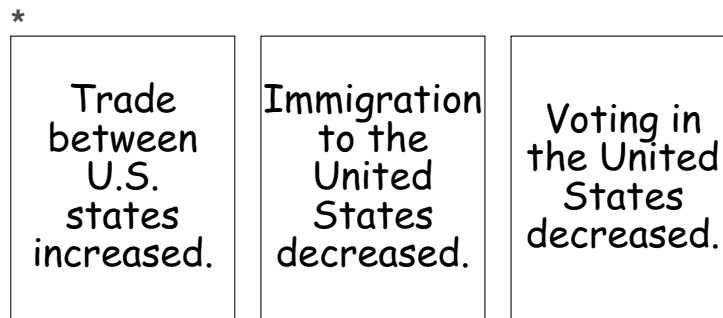 *
Trade
between
U.S.
states
increased.
Immigration
to the
United
States
decreased.
Voting in
the United
States
decreased.